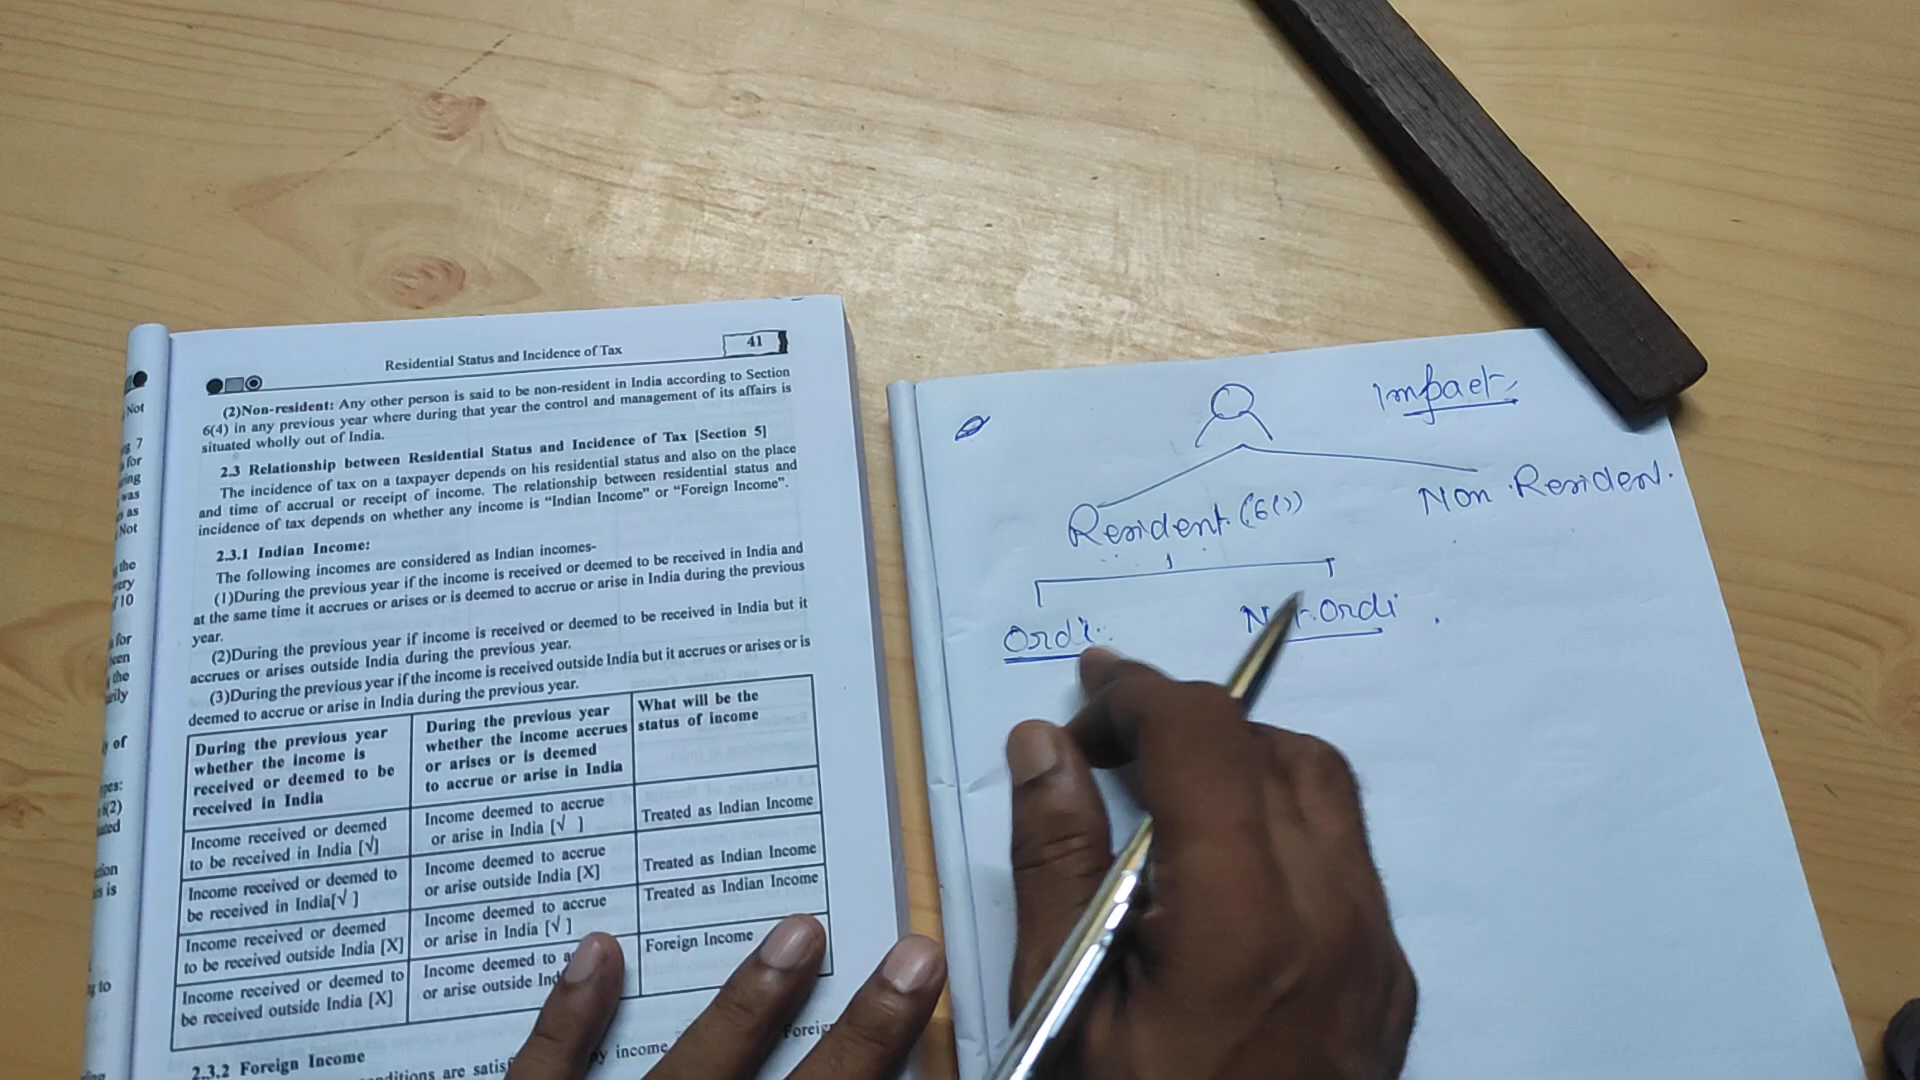 Residential Status and Incidence of Tax
41
(2)Non-resident: Any other person is said to be non-resident in India according to Section
6(4) in any previous year where during that year the control and management of its affairs is
situated wholly out of India.
2.3 Relationship between Residential Status and Incidence of Tax [Section 5]
The incidence of tax on a taxpayer depends on his residential status and also on the place
and time of accrual or receipt of income. The relationship between residential status and
incidence of tax depends on whether any income is “Indian Income” or “Foreign Income”.
2.3.1 Indian Income:
The following incomes are considered as Indian incomes-
(1)During the previous year if the income is received or deemed to be received in India and
at the same time it accrues or arises or is deemed to accrue or arise in India during the previous
year.
(2)During the previous year if income is received or deemed to be received in India but it
accrues or arises outside India during the previous year.
(3)During the previous year if the income is received outside India but it accrues or arises or is
deemed to accrue or arise in India during the previous year.
During the previous year
whether the income is
received or deemed to be
received in India
During the previous year
whether the income accrues
or arises or is deemed
to accrue or arise in India
What will be the
status of income
Income received or deemed
to be received in India [√]
Income deemed to accrue
or arise in India [√ ]
Treated as Indian Income
Income received or deemed to
be received in India[√ ]
Income deemed to accrue
or arise outside India [X]
Treated as Indian Income
Income received or deemed
to be received outside India [X]
Income deemed to accrue
or arise in India [√ ]
Treated as Indian Income
Income received or deemed to
be received outside India [X]
Income deemed to
or arise outside
Foreign Income
2.3.2 Foreign Income
are income
Not
7
for
was
as
Not
the
10
for
the
of
8(2)
is
to
Impact
Resident (6(1))
Non Resident.
Ordi
Not-Ordi